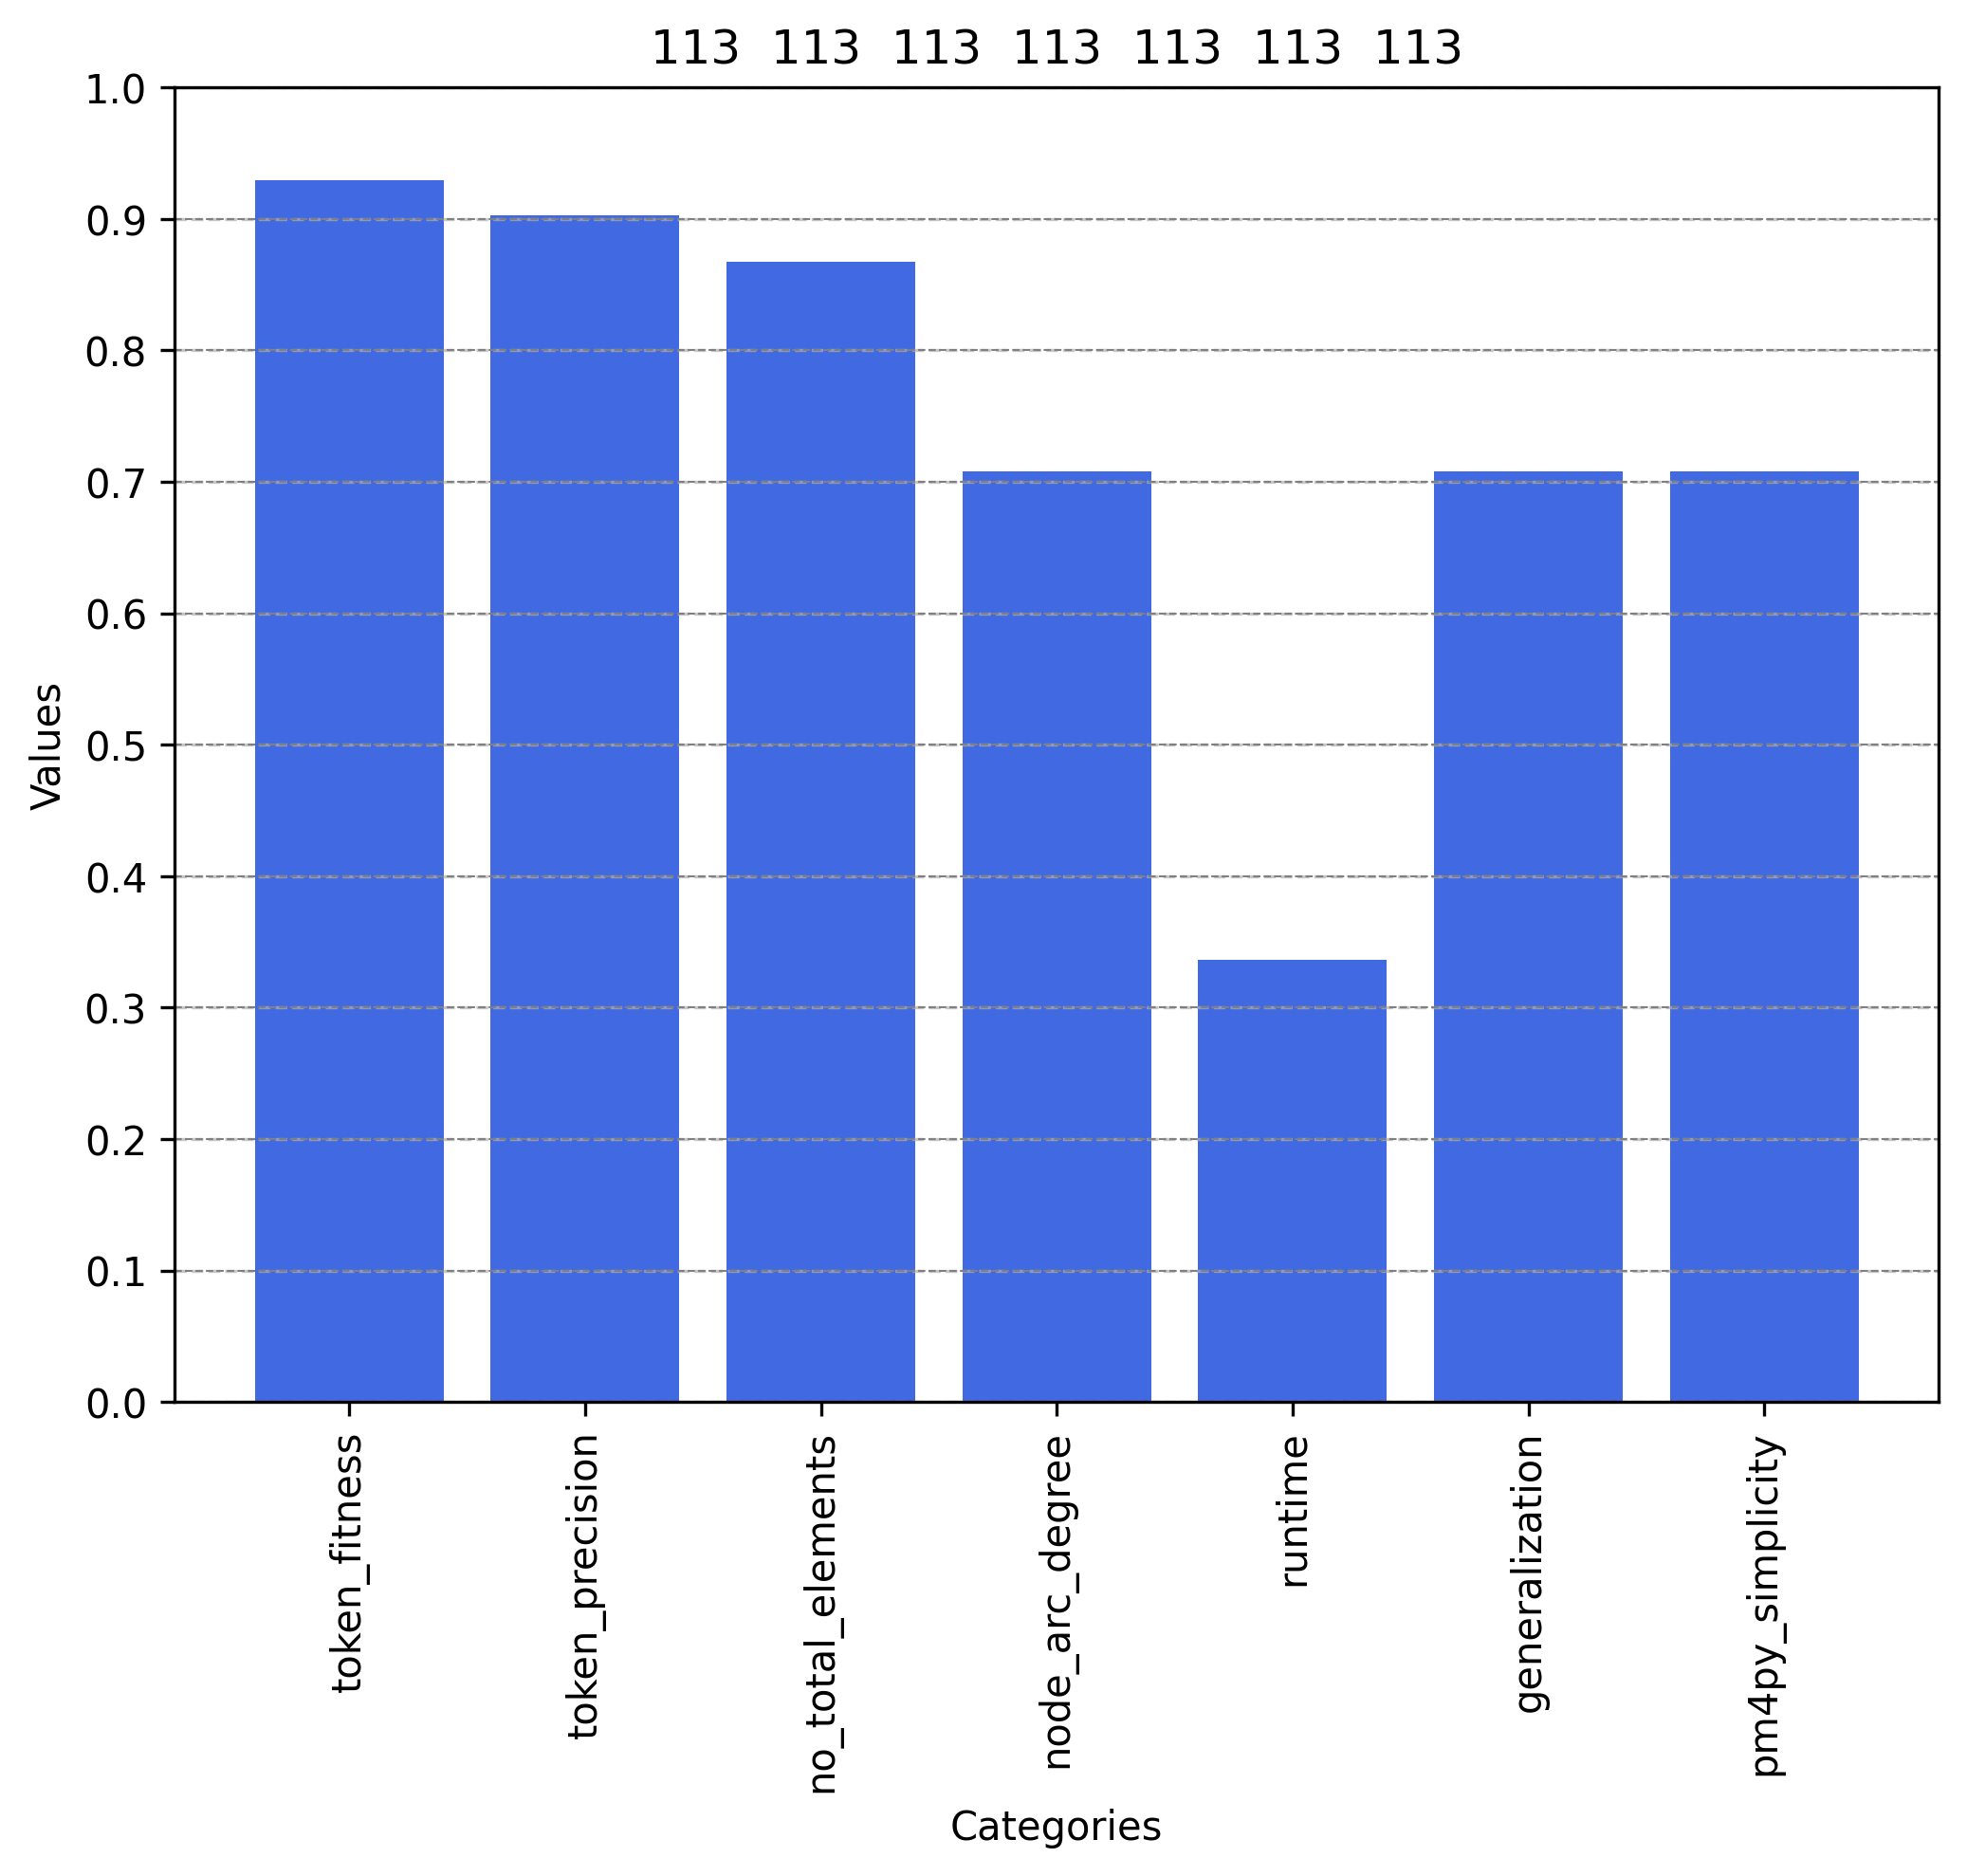 113 113 113 113 113 113 113
1.0
0.9
0.8
0.7
0.6
0.5
0.4
0.3
0.2
0.1
0.0
Values
token_fitness
token_precision
no_total_elements
node_arc_degree
runtime
generalization
pm4py_simplicity
Categories